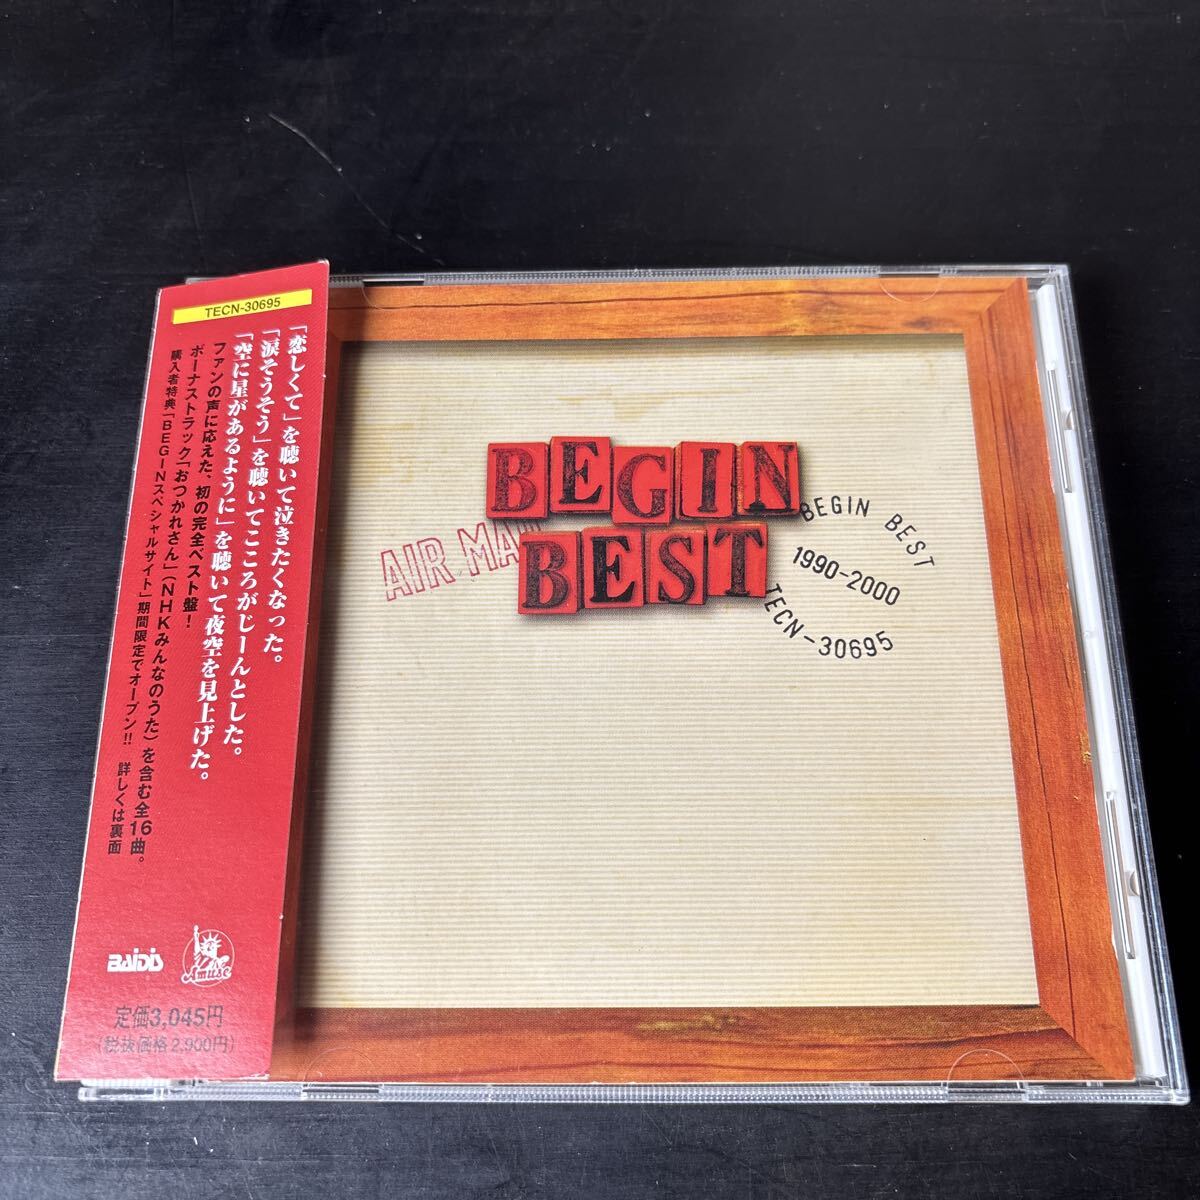 TECN-30695
「恋しくて」を聴いて泣きたくなった。
「涙そうそう」を聴いてこころがじーんとした。
「空に星があるように」を聴いて夜空を見上げた。
ファンの声に応えた、初の完全ベスト盤！
ボーナストラック「おつかれさん」（NHKみんなのうた）を含む全16曲。
購入者特典「BEGINスペシャルサイト」期間限定でオープン!! 詳しくは裏面
BAIDIS
Amuse
定価3,045円
(税抜価格2,900円)
BEGIN
BEST
AIR MA
BEGIN BEST
1990-2000
TECN-30695